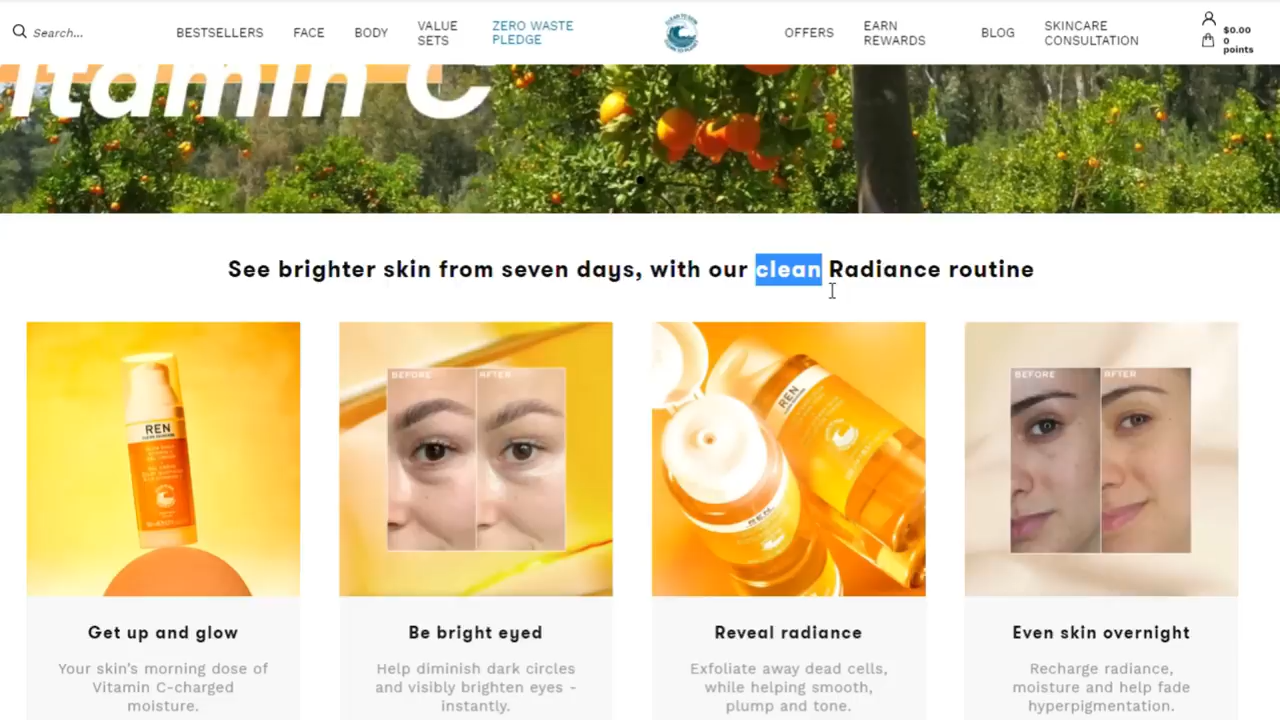 Search...
BESTSELLERS
FACE
BODY
VALUE
SETS
ZERO WASTE
PLEDGE
OFFERS
EARN
REWARDS
BLOG
SKINCARE
CONSULTATION
$0.00
0
points
itamin C
See brighter skin from seven days, with our clean Radiance routine
REN
BEFORE
AFTER
REN
REN
BEFORE
AFTER
Get up and glow
Your skin's morning dose of
Vitamin C-charged
moisture.
Be bright eyed
Help diminish dark circles
and visibly brighten eyes -
instantly.
Reveal radiance
Exfoliate away dead cells,
while helping smooth,
plump and tone.
Even skin overnight
Recharge radiance,
moisture and help fade
hyperpigmentation.